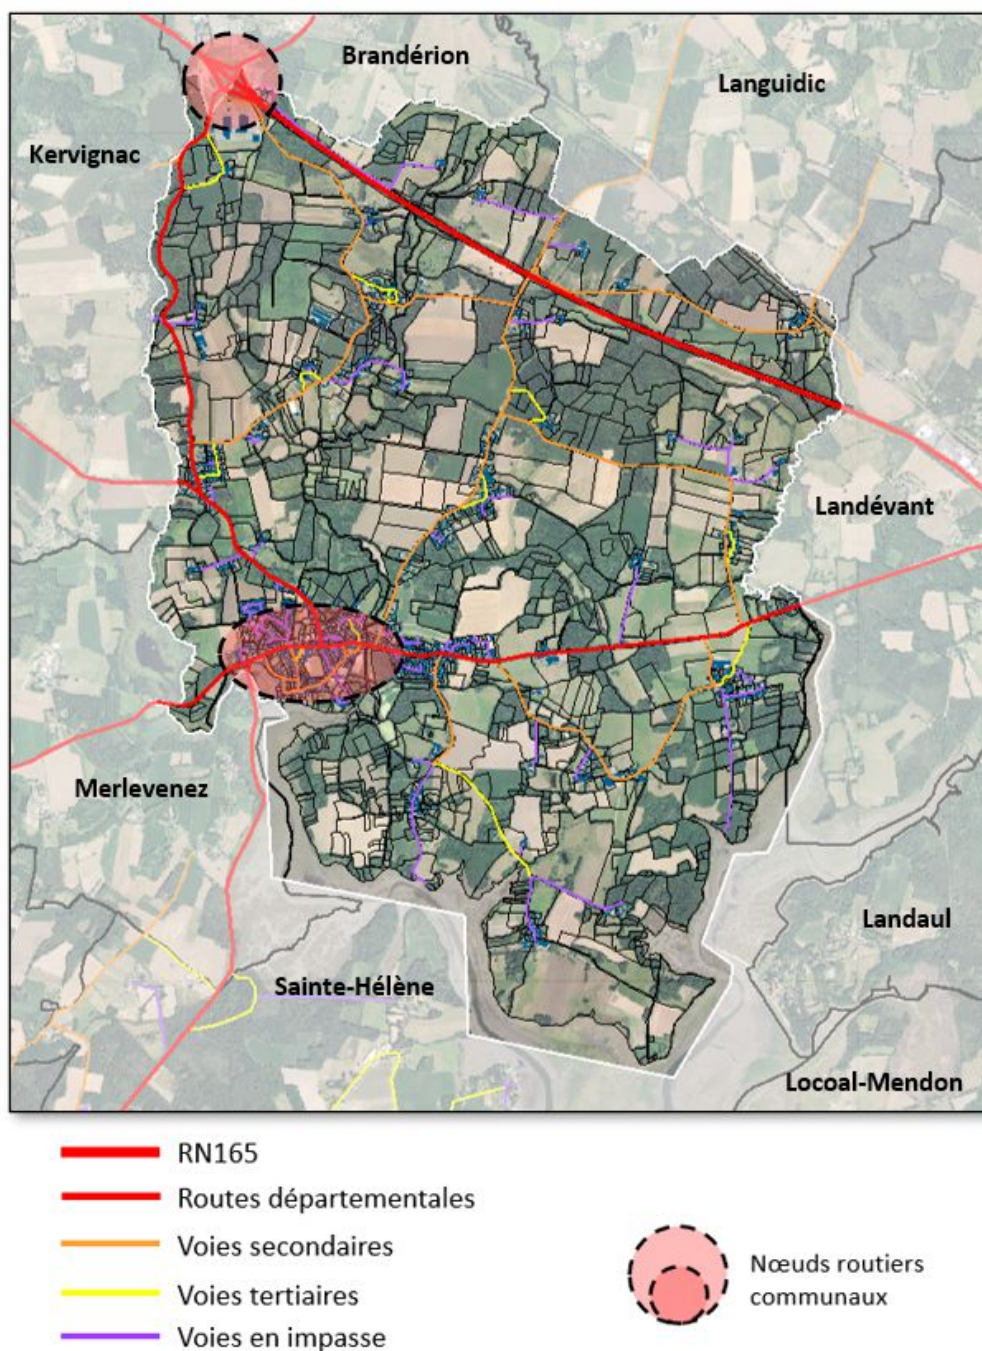 Brandérion
Languidic
Kervignac
Landévant
Merlevenez
Landaul
Sainte-Hélène
Locoal-Mendon
RN165
Routes départementales
Voies secondaires
Voies tertiaires
Voies en impasse
Nœuds routiers
communaux